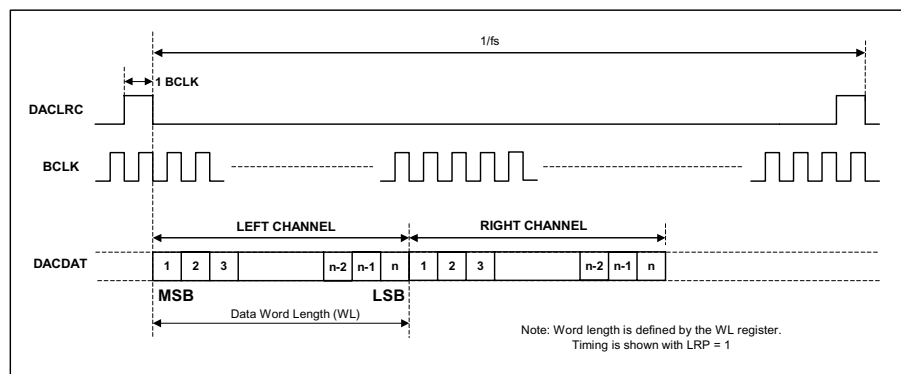 1/fs
1 BCLK
DACLRC
BCLK
LEFT CHANNEL RIGHT CHANNEL
DACDAT 1 2 3 n-2 n-1 n 1 2 3 n-2 n-1 n
MSB LSB
Data Word Length (WL)
Note: Word length is defined by the WL register.
Timing is shown with LRP = 1